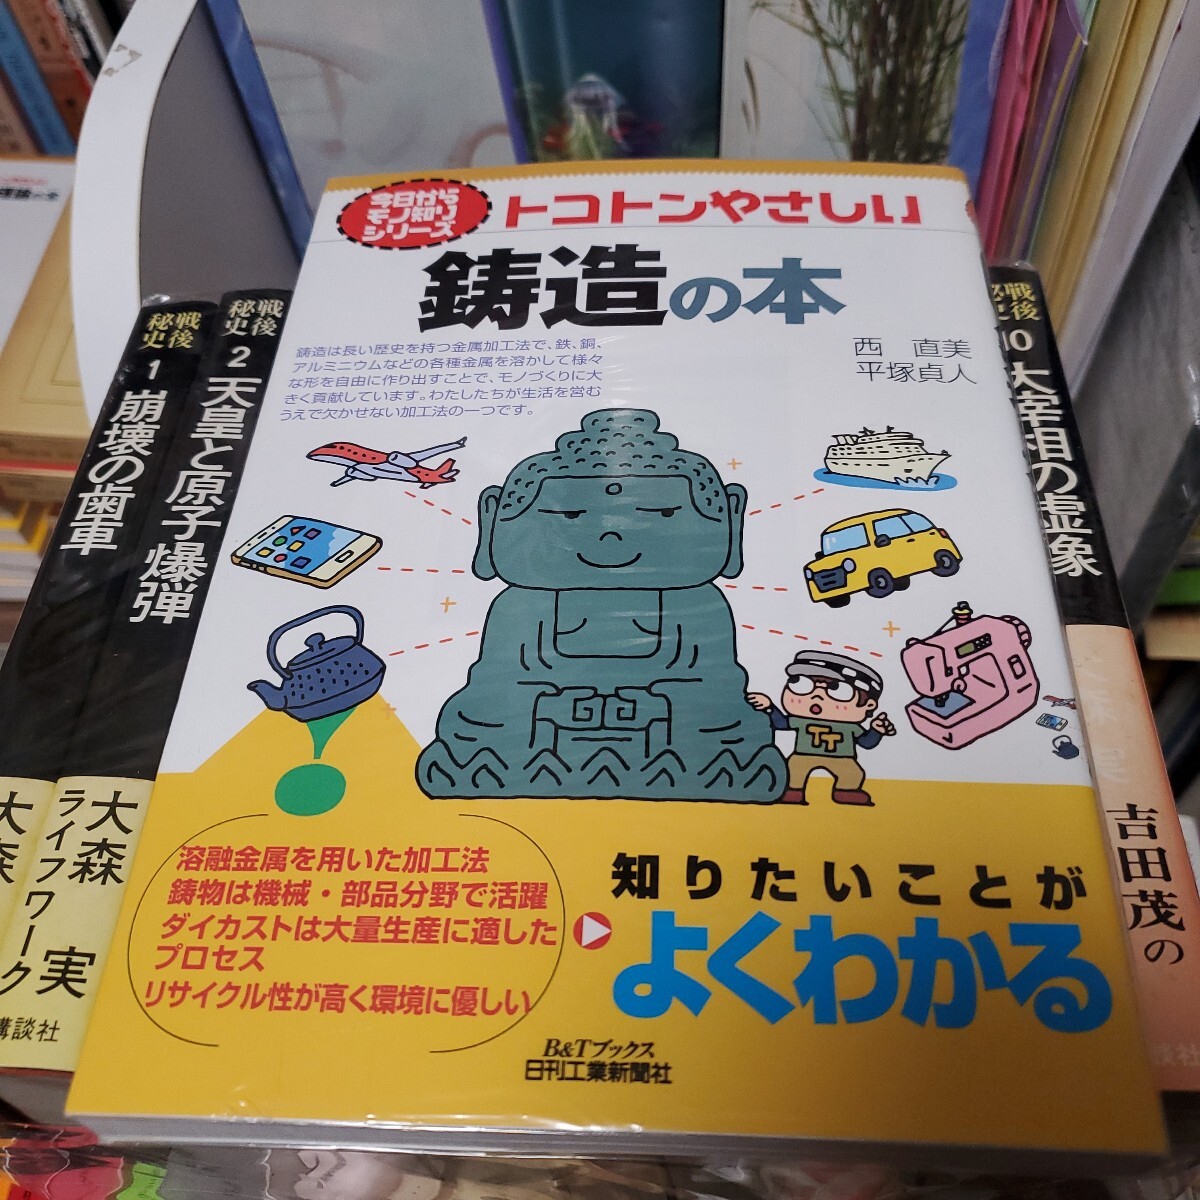 今日から
モノ知り
シリーズ
トコトンやさしい
鋳造の本
鋳造は長い歴史を持つ金属加工法で、鉄、銅、
アルミニウムなどの各種金属を溶かして様々
な形を自由に作り出すことで、モノづくりに大
きく貢献しています。わたしたちが生活を営む
うえで欠かせない加工法の一つです。
西 直美
平塚貞人
TT
溶融金属を用いた加工法
鋳物は機械・部品分野で活躍
ダイカストは大量生産に適した
プロセス
リサイクル性が高く環境に優しい
知りたいことが
よくわかる
B&Tブックス
日刊工業新聞社
戦後
秘史
1
崩壊の歯車
大森
戦後
秘史
2
天皇と原子爆弾
大森 実
ライフワーク
講談社
戦後
秘史
10
大宰相の虚象
吉田茂の
談社